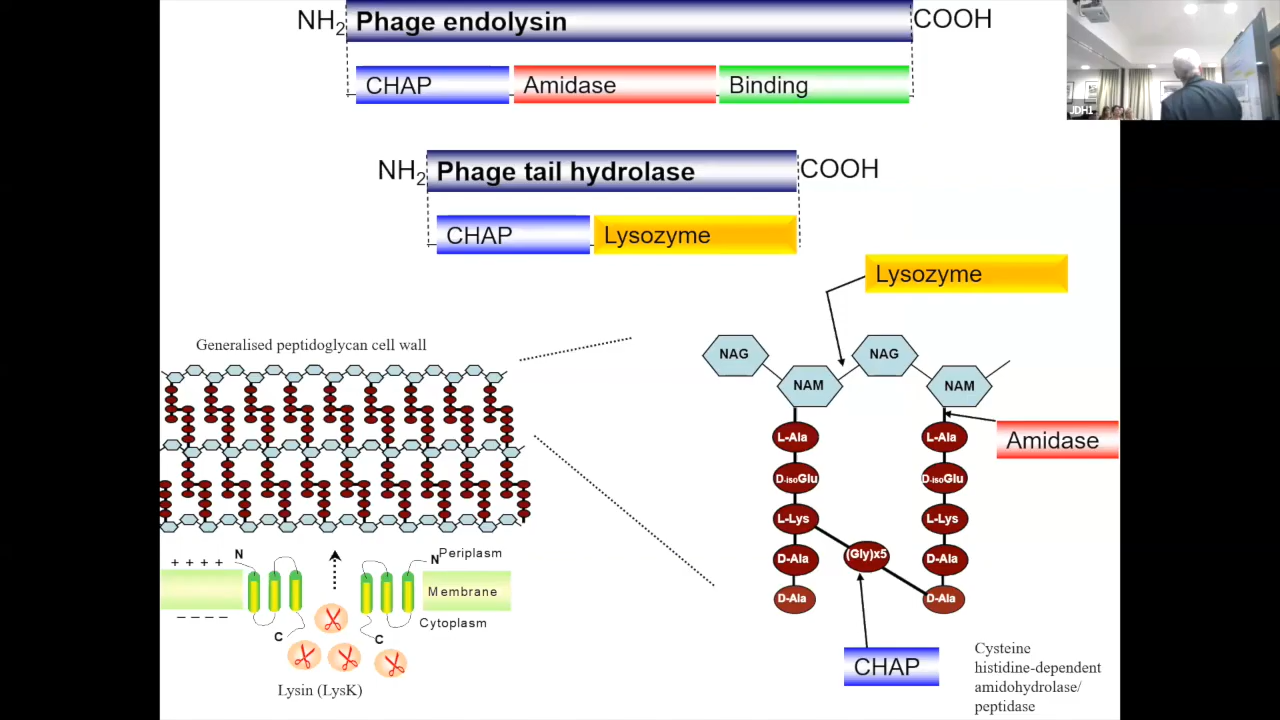 NH2 Phage endolysin COOH
CHAP Amidase Binding
JDH1
NH2 Phage tail hydrolase COOH
CHAP Lysozyme
Lysozyme
Generalised peptidoglycan cell wall
NAG NAG
NAM NAM
L-Ala L-Ala
Amidase
D-isoGlu D-isoGlu
L-Lys L-Lys
(Gly)x5
D-Ala D-Ala
D-Ala D-Ala
N N Periplasm
+ + + +
Membrane
– – – –
Cytoplasm
C C
Lysin (LysK)
CHAP
Cysteine
histidine-dependent
amidohydrolase/
peptidase